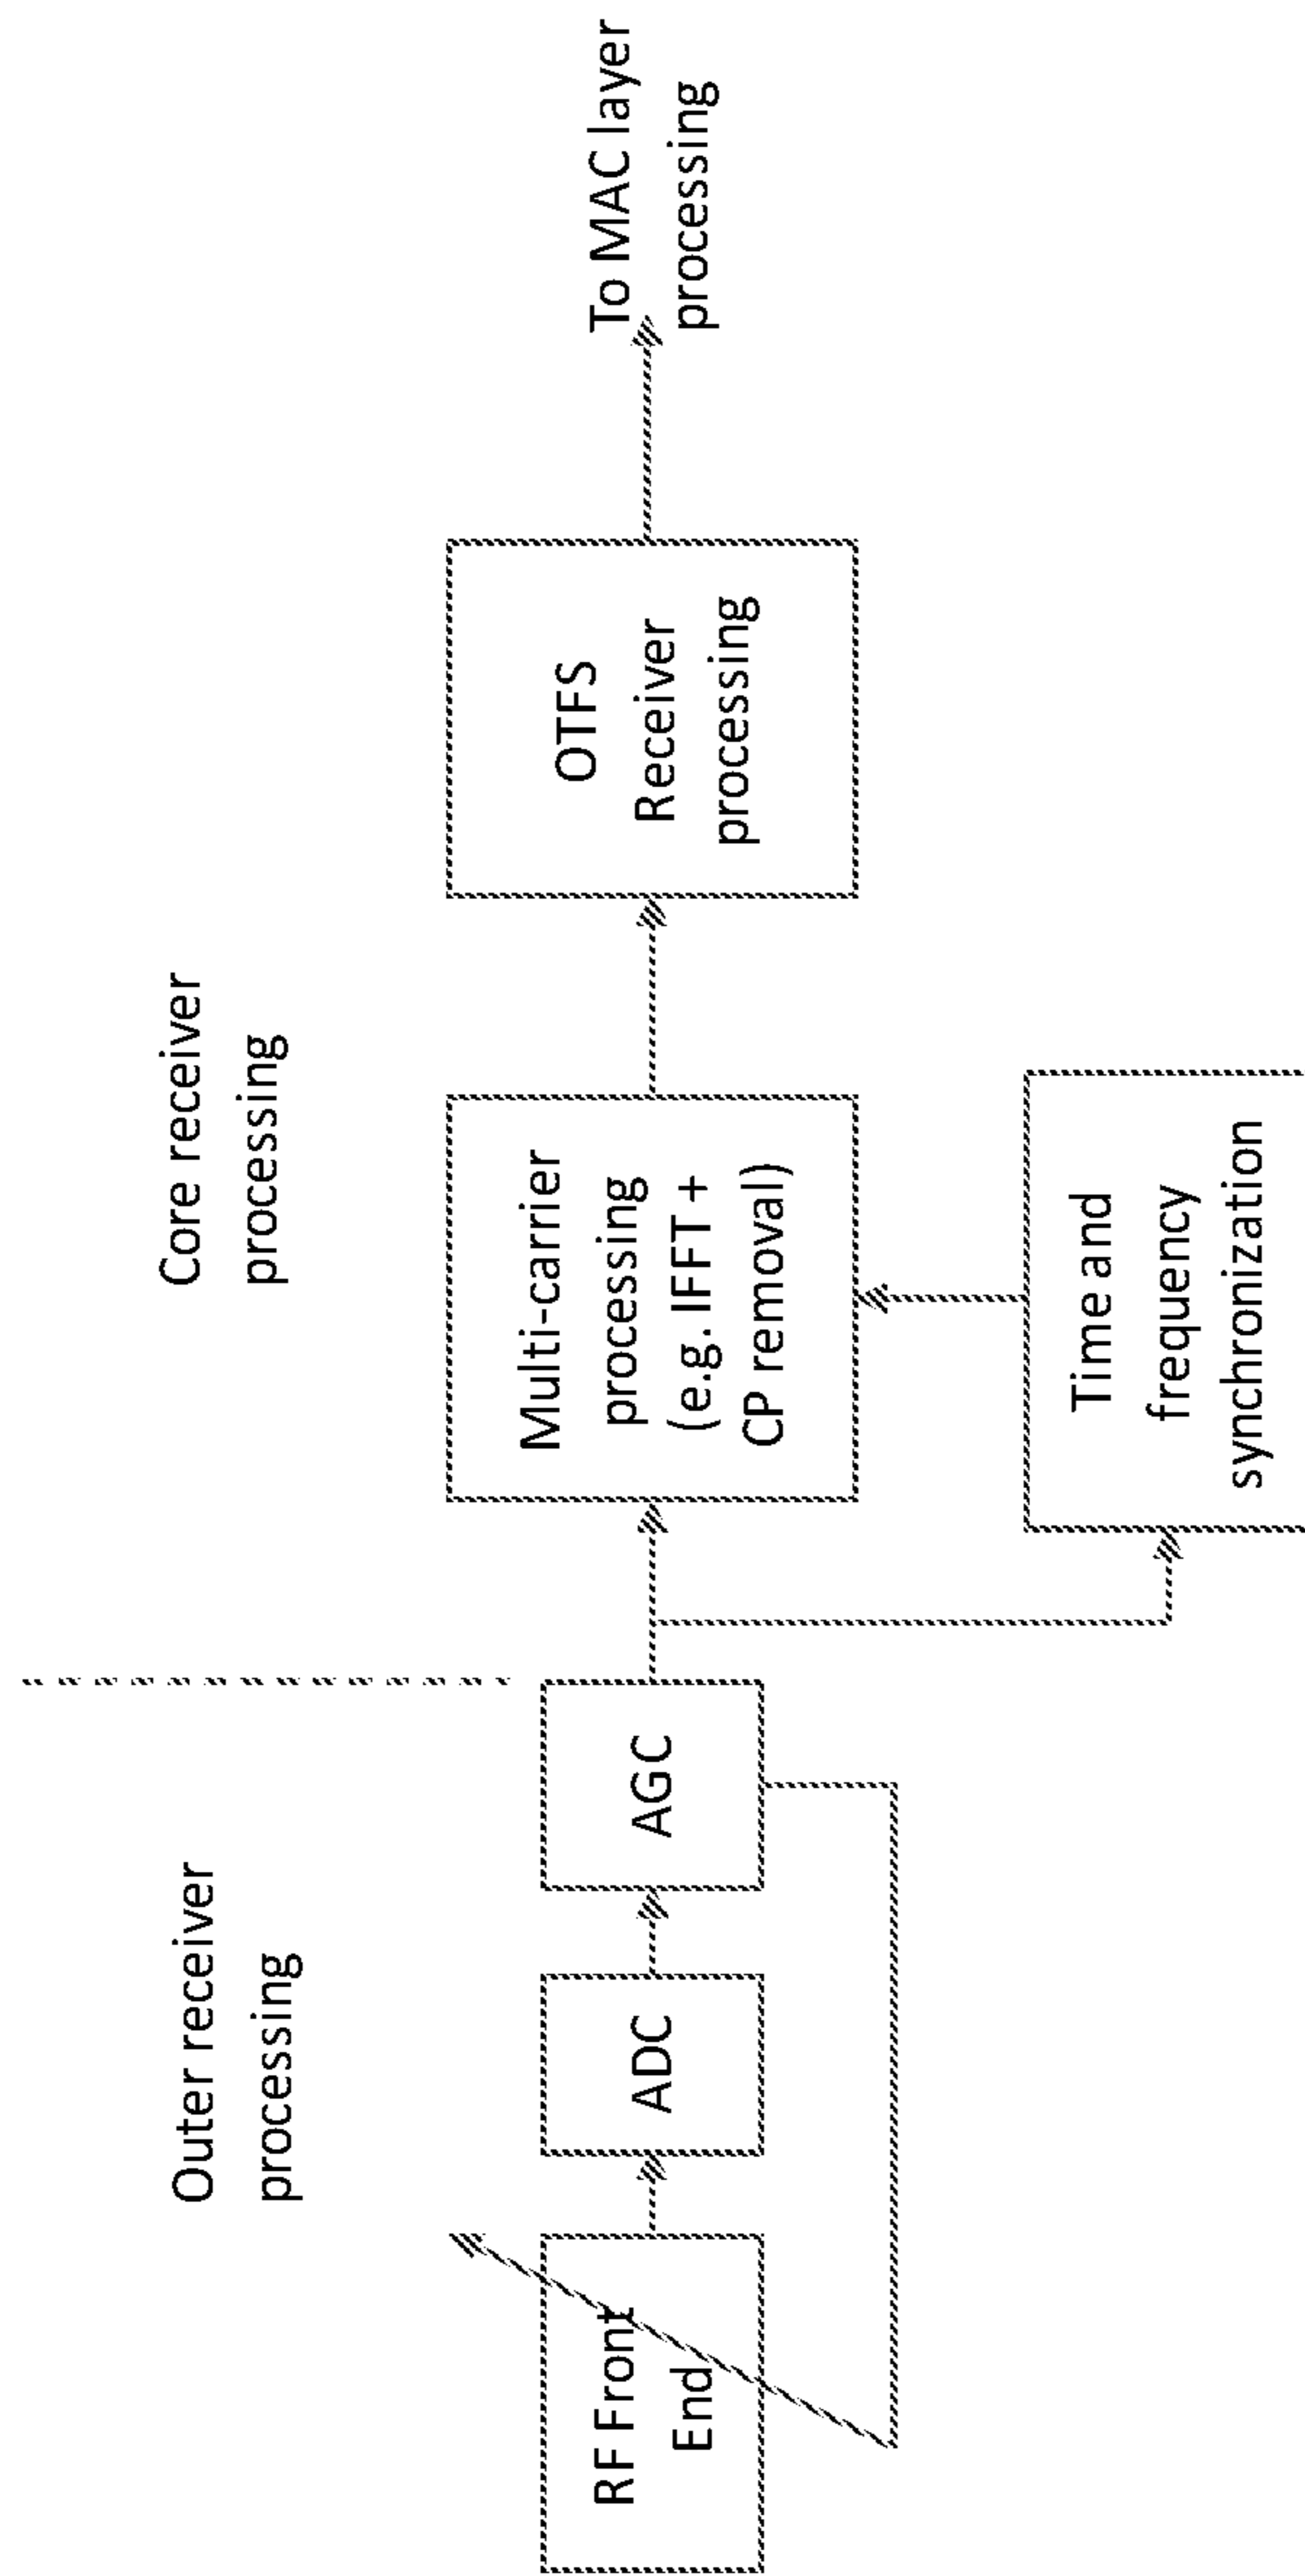 Outer receiver
processing
Core receiver
processing
RF Front
End
ADC
AGC
Multi-carrier
processing
(e.g. IFFT +
CP removal)
OTFS
Receiver
processing
To MAC layer
processing
Time and
frequency
synchronization